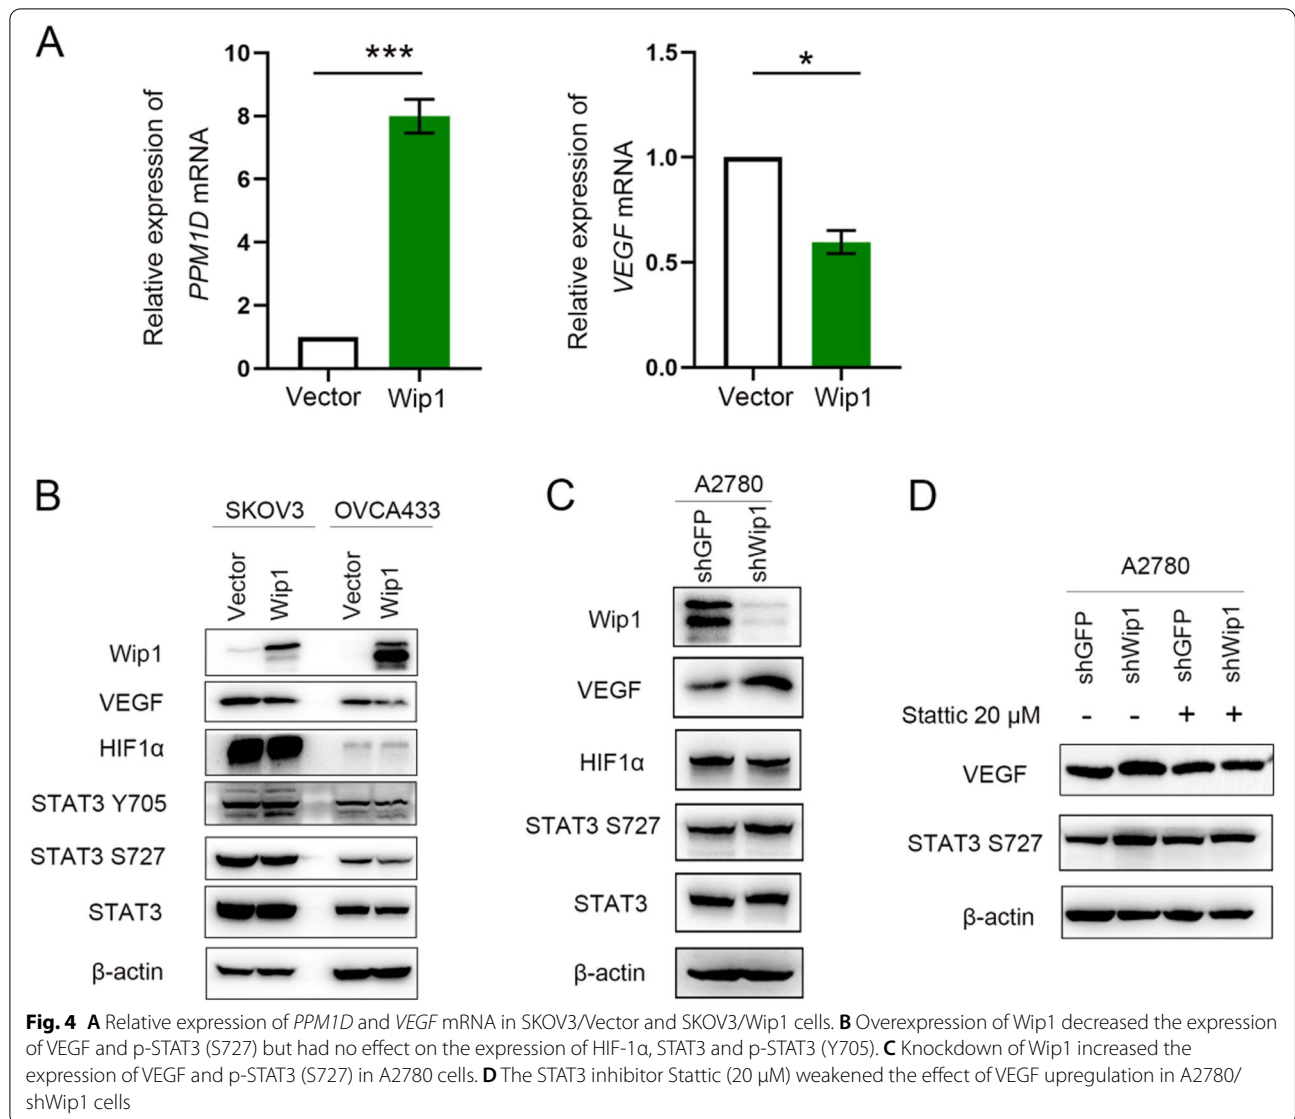 A
Relative expression of
PPM1D mRNA
10
8
6
4
2
0
***
Vector
Wip1
Relative expression of
VEGF mRNA
1.5
1.0
0.5
0.0
*
Vector
Wip1
B
SKOV3
OVCA433
Vector
Wip1
Vector
Wip1
Wip1
VEGF
HIF1α
STAT3 Y705
STAT3 S727
STAT3
β-actin
C
A2780
shGFP
shWip1
Wip1
VEGF
HIF1α
STAT3 S727
STAT3
β-actin
D
A2780
shGFP
shWip1
shGFP
shWip1
Stattic 20 μM - - + +
VEGF
STAT3 S727
β-actin
Fig. 4 A Relative expression of PPM1D and VEGF mRNA in SKOV3/Vector and SKOV3/Wip1 cells. B Overexpression of Wip1 decreased the expression
of VEGF and p-STAT3 (S727) but had no effect on the expression of HIF-1α, STAT3 and p-STAT3 (Y705). C Knockdown of Wip1 increased the
expression of VEGF and p-STAT3 (S727) in A2780 cells. D The STAT3 inhibitor Stattic (20 μM) weakened the effect of VEGF upregulation in A2780/
shWip1 cells